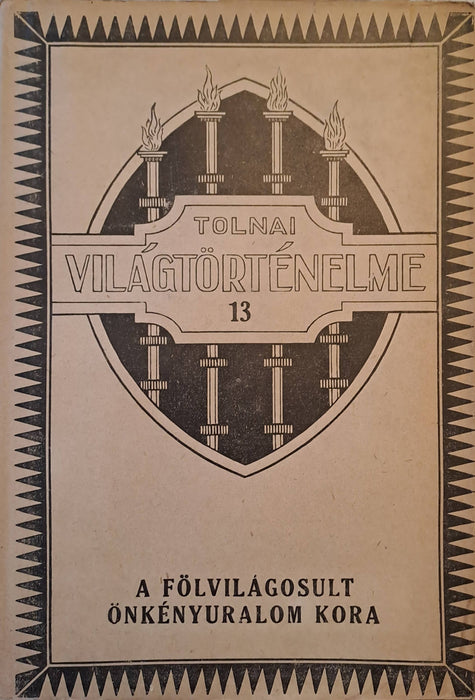 TOLNAI
VILÁGTÖRTÉNELME
13
A FÖLVILÁGOSULT
ÖNKÉNYURALOM KORA